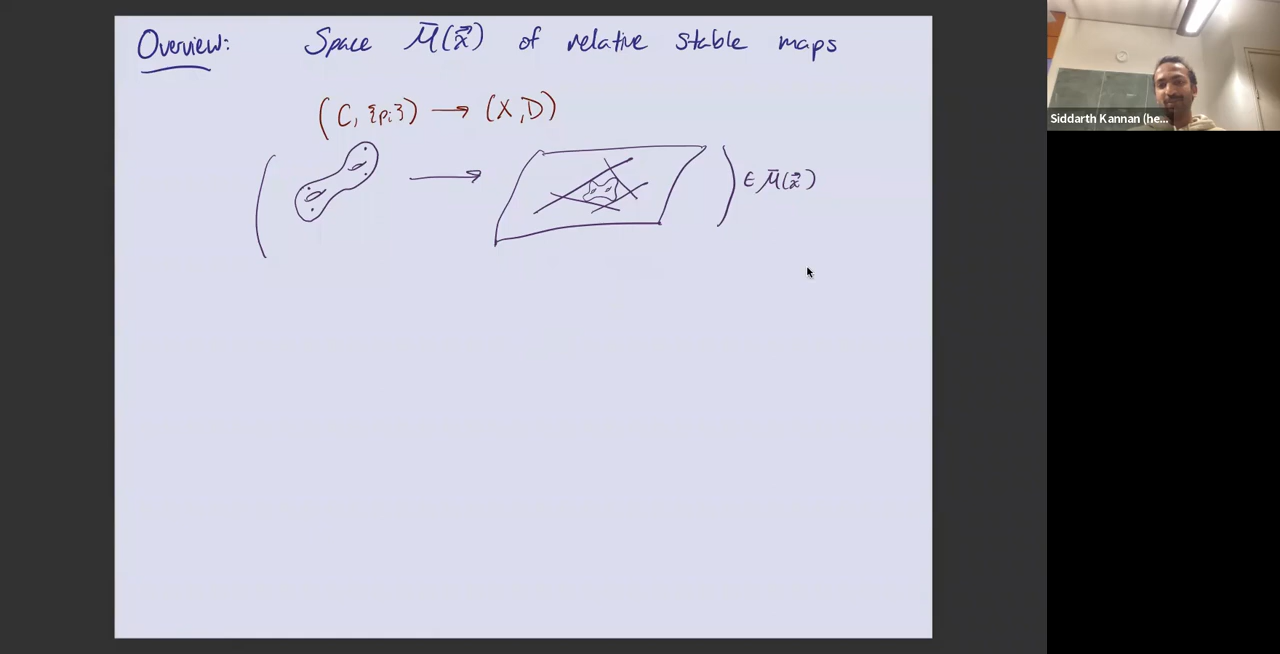 Overview: Space M̄(x⃗) of relative stable maps
(C, {pᵢ}) → (X, D)
( → ) ∈ M̄(x⃗)
Siddarth Kannan (he...